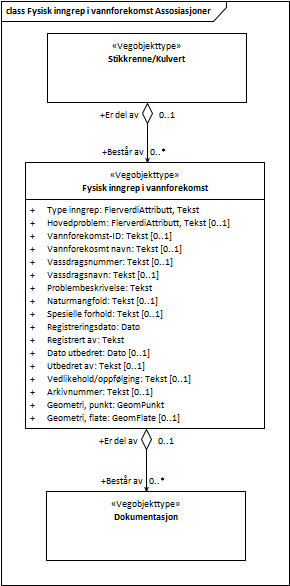 class Fysisk inngrep i vannforekomst Assosiasjoner
«Vegobjekttype»
Stikkrenne/Kulvert
+Er del av 0..1
+Består av 0..*
«Vegobjekttype»
Fysisk inngrep i vannforekomst
+ Type inngrep: FlerverdiAttributt, Tekst
+ Hovedproblem: FlerverdiAttributt, Tekst [0..1]
+ Vannforekomst-ID: Tekst [0..1]
+ Vannforekosmt navn: Tekst [0..1]
+ Vassdragsnummer: Tekst [0..1]
+ Vassdragsnavn: Tekst [0..1]
+ Problembeskrivelse: Tekst
+ Naturmangfold: Tekst [0..1]
+ Spesielle forhold: Tekst [0..1]
+ Registreringsdato: Dato
+ Registrert av: Tekst
+ Dato utbedret: Dato [0..1]
+ Utbedret av: Tekst [0..1]
+ Vedlikehold/oppfølging: Tekst [0..1]
+ Arkivnummer: Tekst [0..1]
+ Geometri, punkt: GeomPunkt
+ Geometri, flate: GeomFlate [0..1]
+Er del av 0..1
+Består av 0..*
«Vegobjekttype»
Dokumentasjon